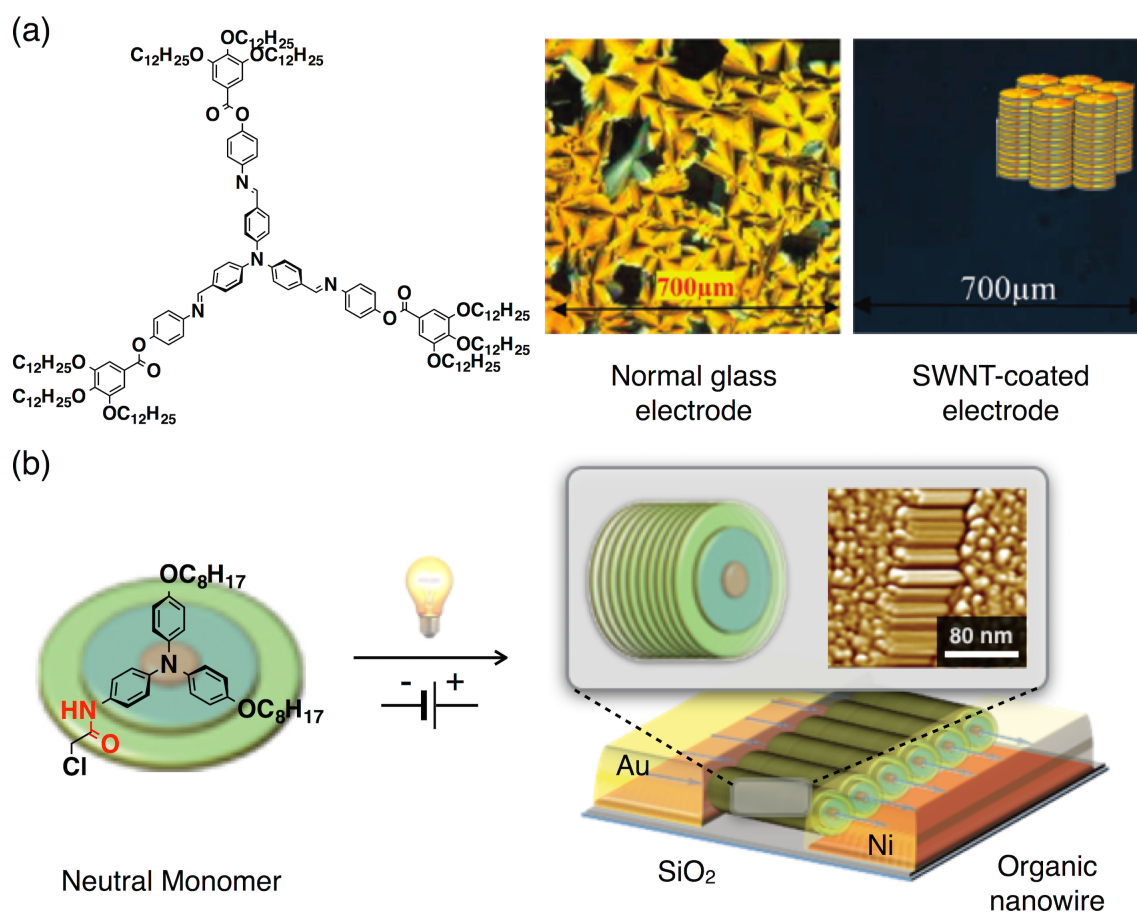 (a)
OC₁₂H₂₅
C₁₂H₂₅O
OC₁₂H₂₅
O
O
N
N
N
N
O
O
OC₁₂H₂₅
OC₁₂H₂₅
OC₁₂H₂₅
O
O
C₁₂H₂₅O
C₁₂H₂₅O
OC₁₂H₂₅
700μm
700μm
Normal glass
electrode
SWNT-coated
electrode
(b)
OC₈H₁₇
N
OC₈H₁₇
HN
O
Cl
- +
80 nm
Au
Ni
SiO₂
Organic
nanowire
Neutral Monomer